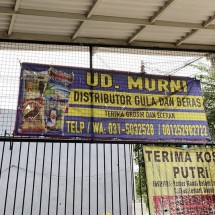 UD. MURNI
DISTRIBUTOR GULA DAN BERAS
TERIMA GROSIR DAN ECERAN
TELP / WA: 031-5032528 / 081252982722
TERIMA KOS
PUTRI